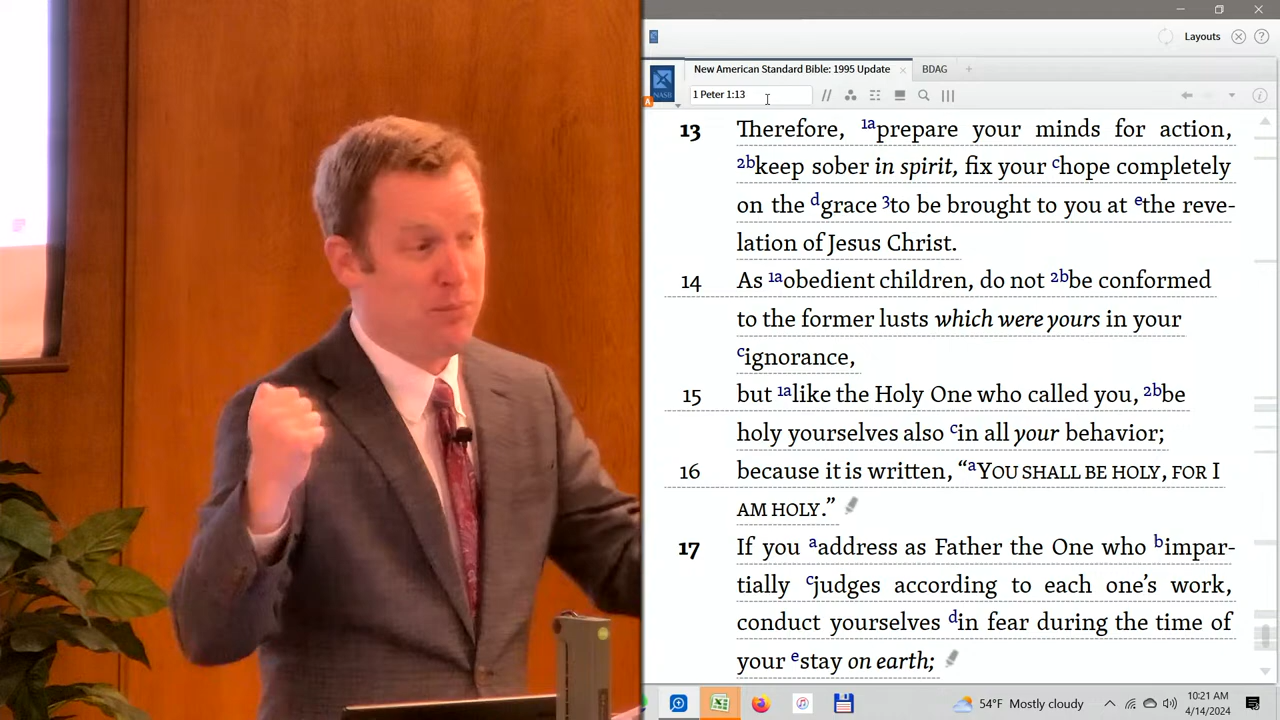 Layouts
New American Standard Bible: 1995 Update
BDAG
NASB
1 Peter 1:13
13 Therefore, 1aprepare your minds for action,
2bkeep sober in spirit, fix your chope completely
on the dgrace 3to be brought to you at ethe reve-
lation of Jesus Christ.
14 As 1aobedient children, do not 2bbe conformed
to the former lusts which were yours in your
cignorance,
15 but 1alike the Holy One who called you, 2bbe
holy yourselves also cin all your behavior;
16 because it is written, “aYOU SHALL BE HOLY, FOR I
AM HOLY.”
17 If you aaddress as Father the One who bimpar-
tially cjudges according to each one’s work,
conduct yourselves din fear during the time of
your estay on earth;
54°F Mostly cloudy
10:21 AM
4/14/2024